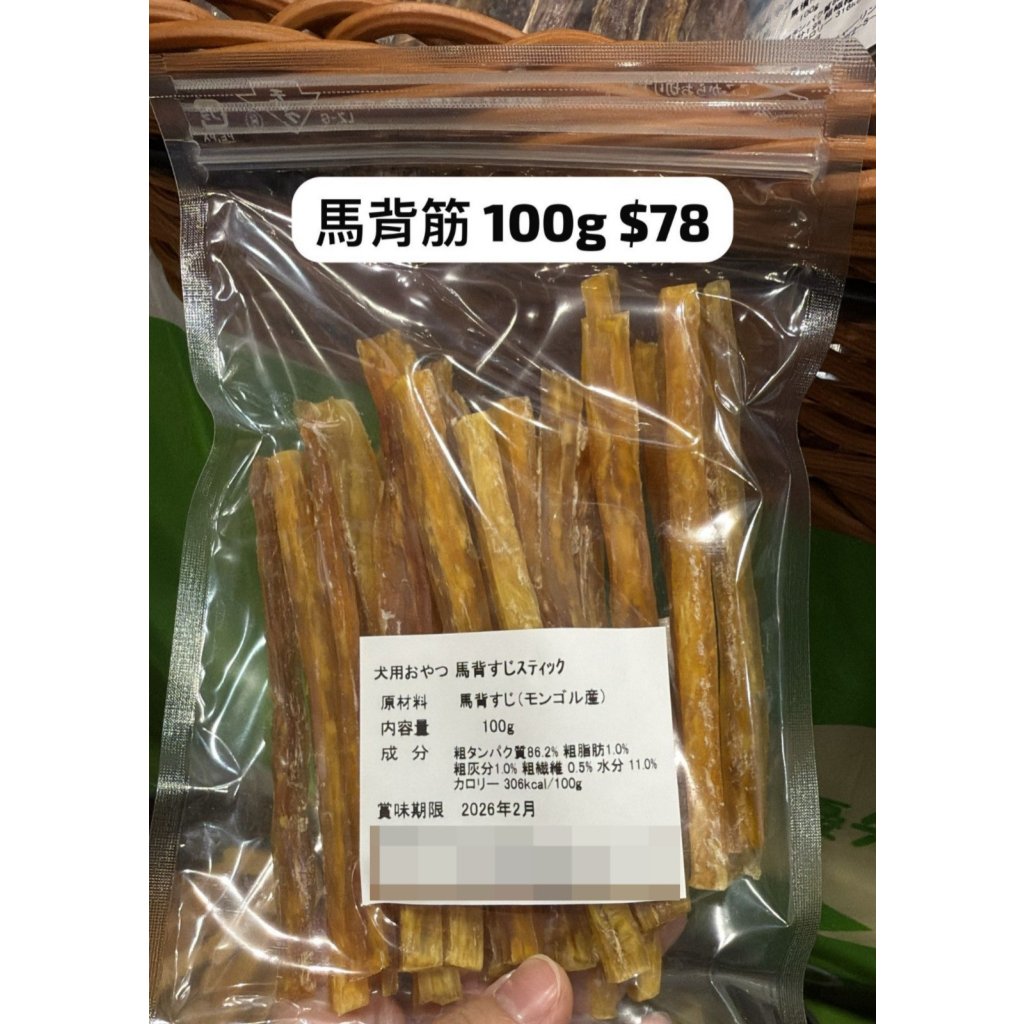 100g
馬背筋 100g $78
犬用おやつ 馬背すじスティック
原材料 馬背すじ(モンゴル産)
内容量 100g
成 分 粗タンパク質86.2% 粗脂肪1.0%
粗灰分1.0% 粗繊維 0.5% 水分 11.0%
カロリー 306kcal/100g
賞味期限 2026年2月